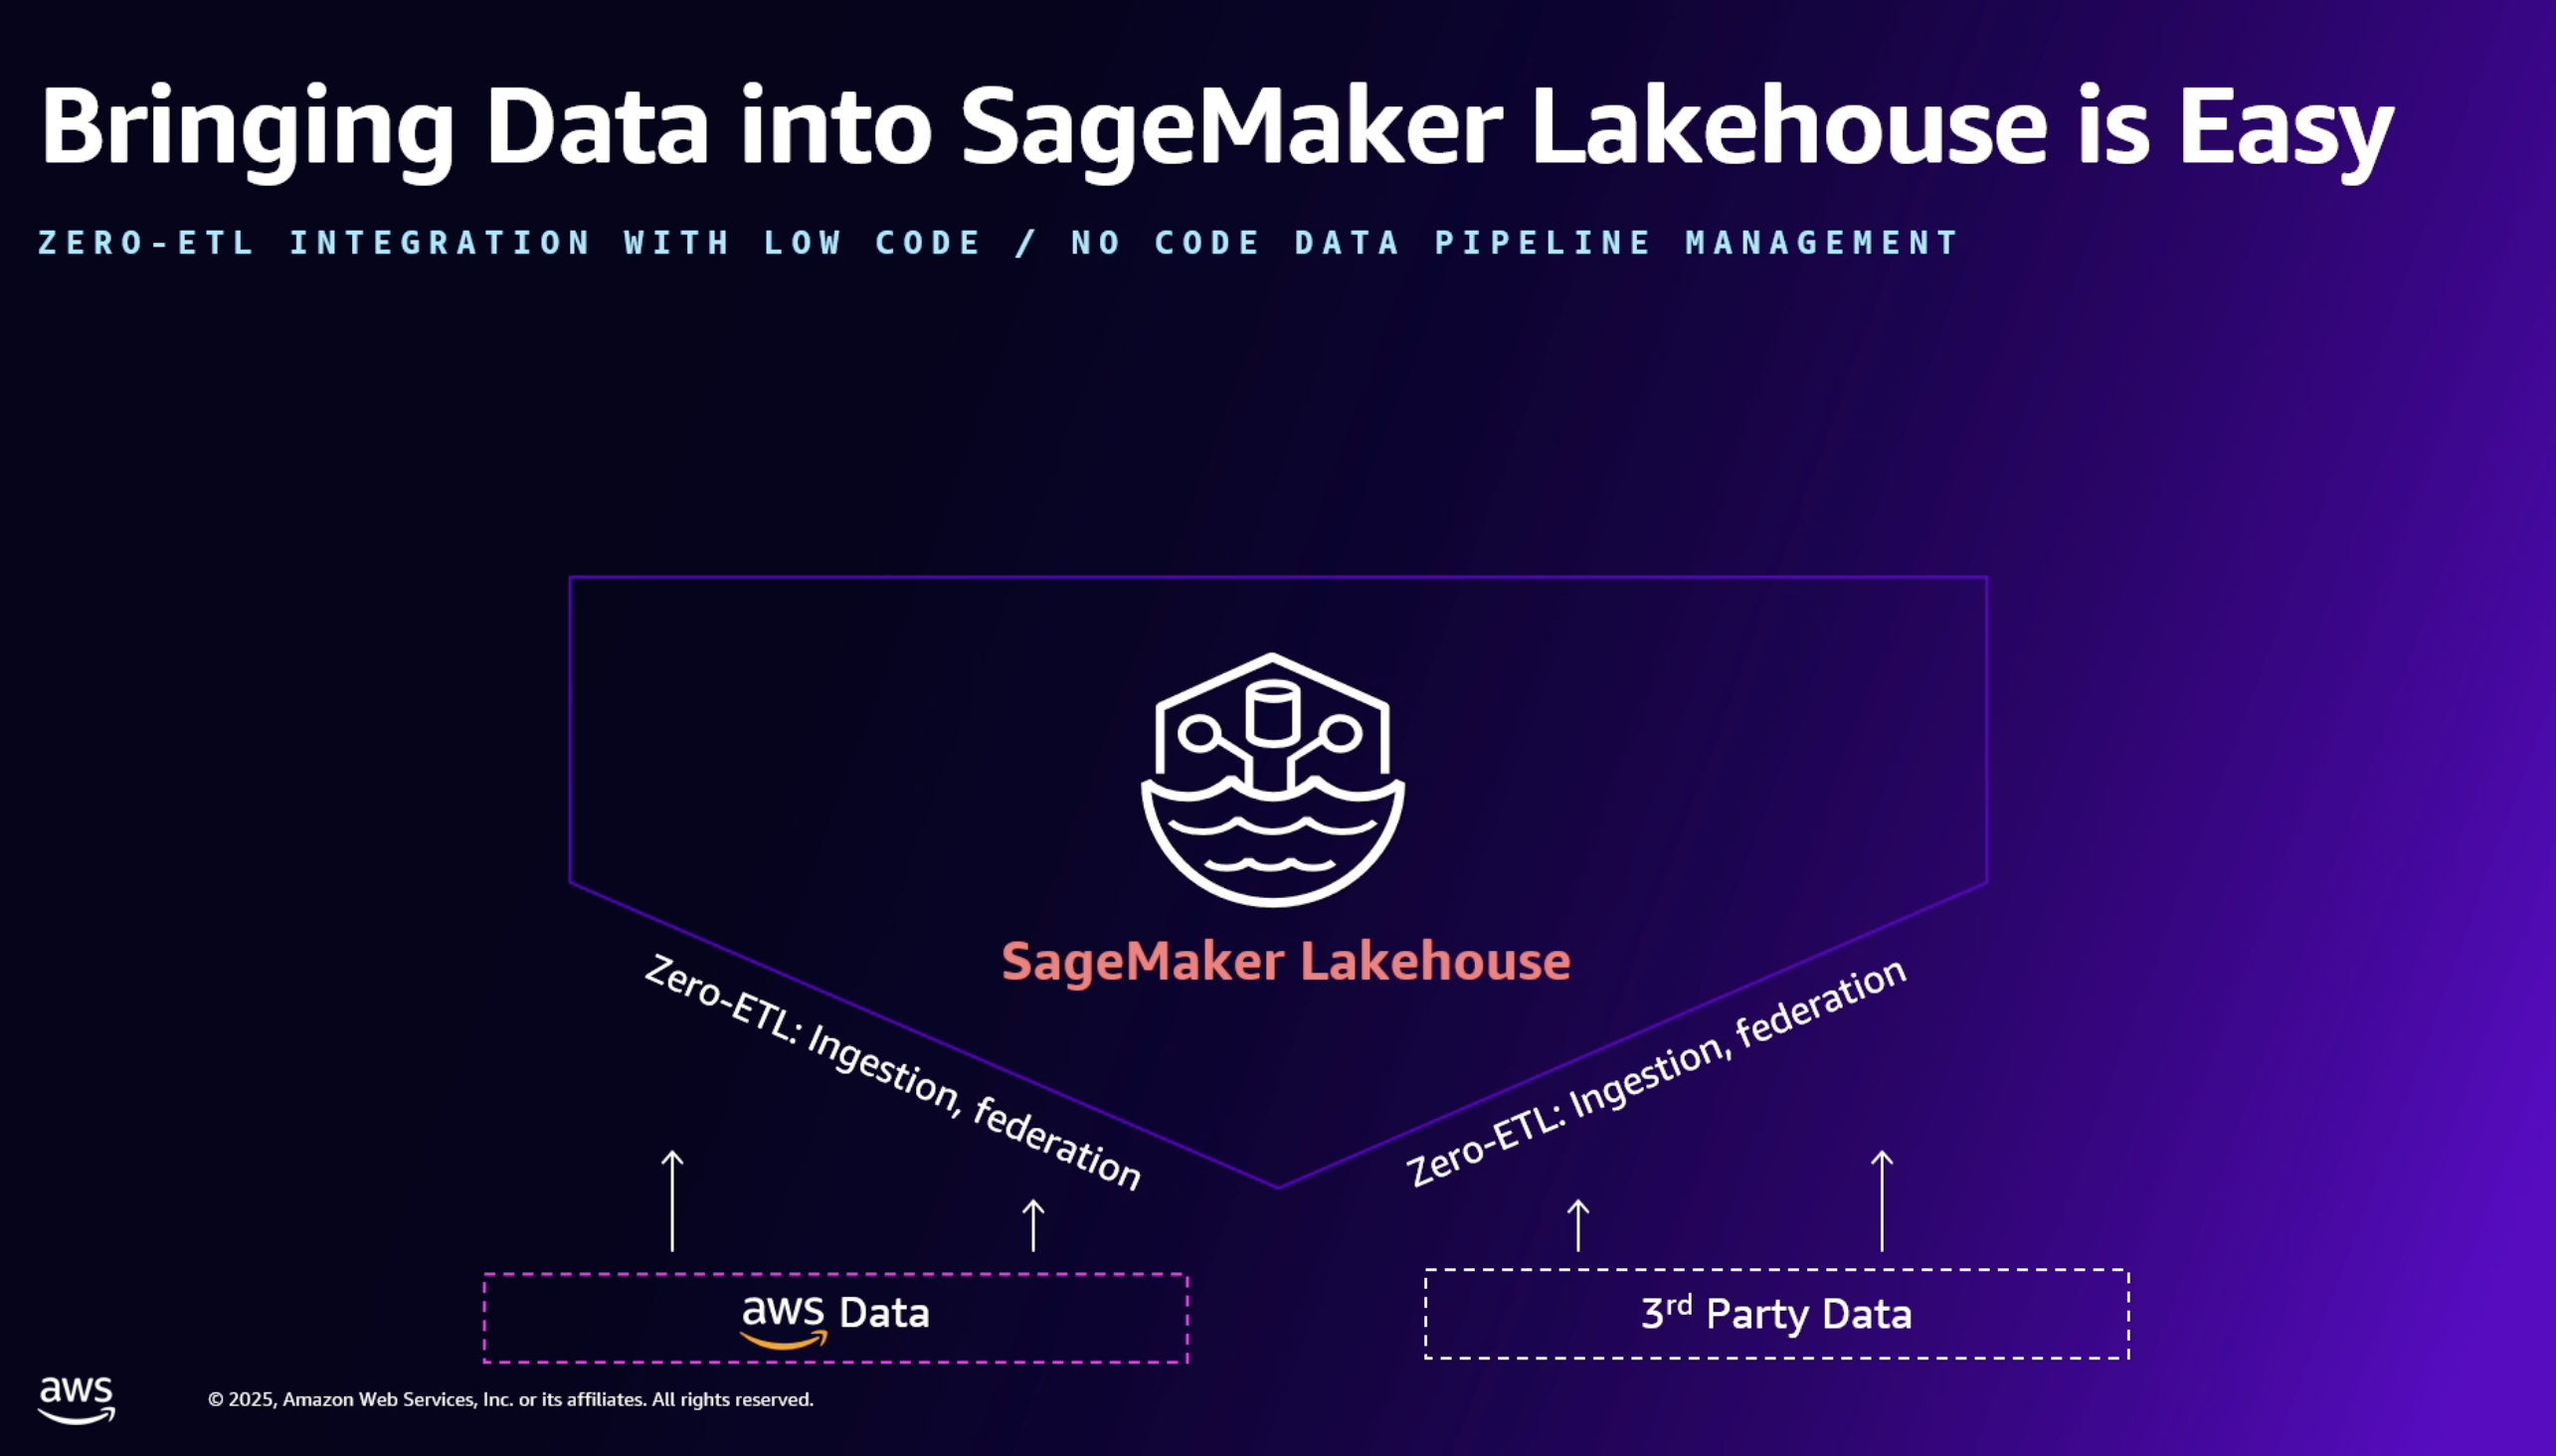 Bringing Data into SageMaker Lakehouse is Easy
ZERO-ETL INTEGRATION WITH LOW CODE / NO CODE DATA PIPELINE MANAGEMENT
SageMaker Lakehouse
Zero-ETL: Ingestion, federation
Zero-ETL: Ingestion, federation
aws Data
3rd Party Data
aws
© 2025, Amazon Web Services, Inc. or its affiliates. All rights reserved.